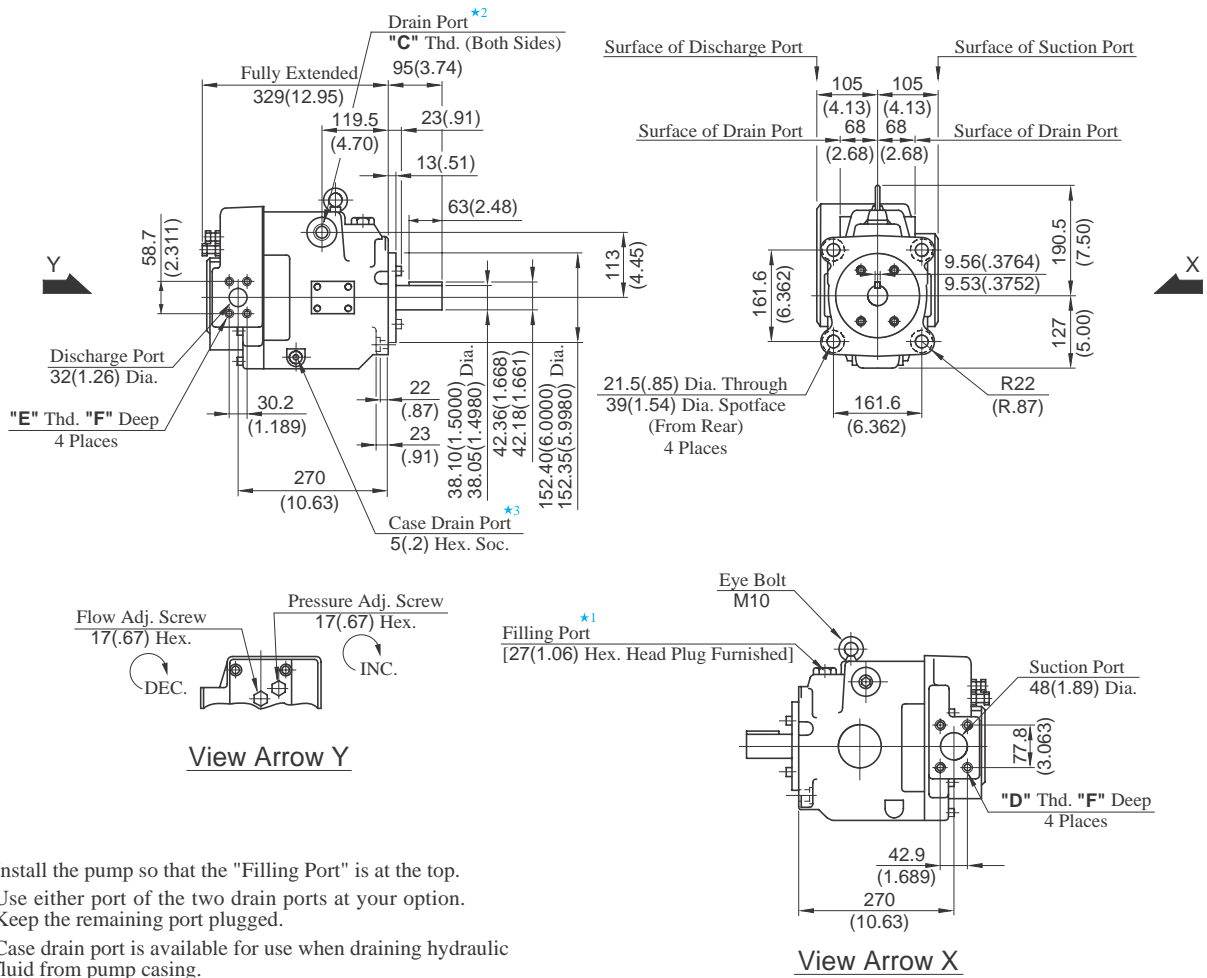 Drain Port ★2
"C" Thd. (Both Sides)
Fully Extended
329(12.95)
95(3.74)
119.5
(4.70)
23(.91)
13(.51)
63(2.48)
58.7
(2.311)
113
(4.45)
Y
Discharge Port
32(1.26) Dia.
"E" Thd. "F" Deep
4 Places
30.2
(1.189)
22
(.87)
23
(.91)
270
(10.63)
38.10(1.5000)
38.05(1.4980) Dia.
42.36(1.668)
42.18(1.661)
152.40(6.0000)
152.35(5.9980) Dia.
Case Drain Port ★3
5(.2) Hex. Soc.
Surface of Discharge Port
Surface of Suction Port
105
(4.13)
105
(4.13)
Surface of Drain Port
68
(2.68)
68
(2.68)
Surface of Drain Port
190.5
(7.50)
9.56(.3764)
9.53(.3752)
X
161.6
(6.362)
127
(5.00)
21.5(.85) Dia. Through
39(1.54) Dia. Spotface
(From Rear)
4 Places
161.6
(6.362)
R22
(R.87)
Flow Adj. Screw
17(.67) Hex.
Pressure Adj. Screw
17(.67) Hex.
DEC.
INC.
View Arrow Y
Eye Bolt
M10
Filling Port ★1
[27(1.06) Hex. Head Plug Furnished]
Suction Port
48(1.89) Dia.
77.8
(3.063)
"D" Thd. "F" Deep
4 Places
42.9
(1.689)
270
(10.63)
View Arrow X
nstall the pump so that the "Filling Port" is at the top.
Use either port of the two drain ports at your option.
Keep the remaining port plugged.
Case drain port is available for use when draining hydraulic
fluid from pump casing.